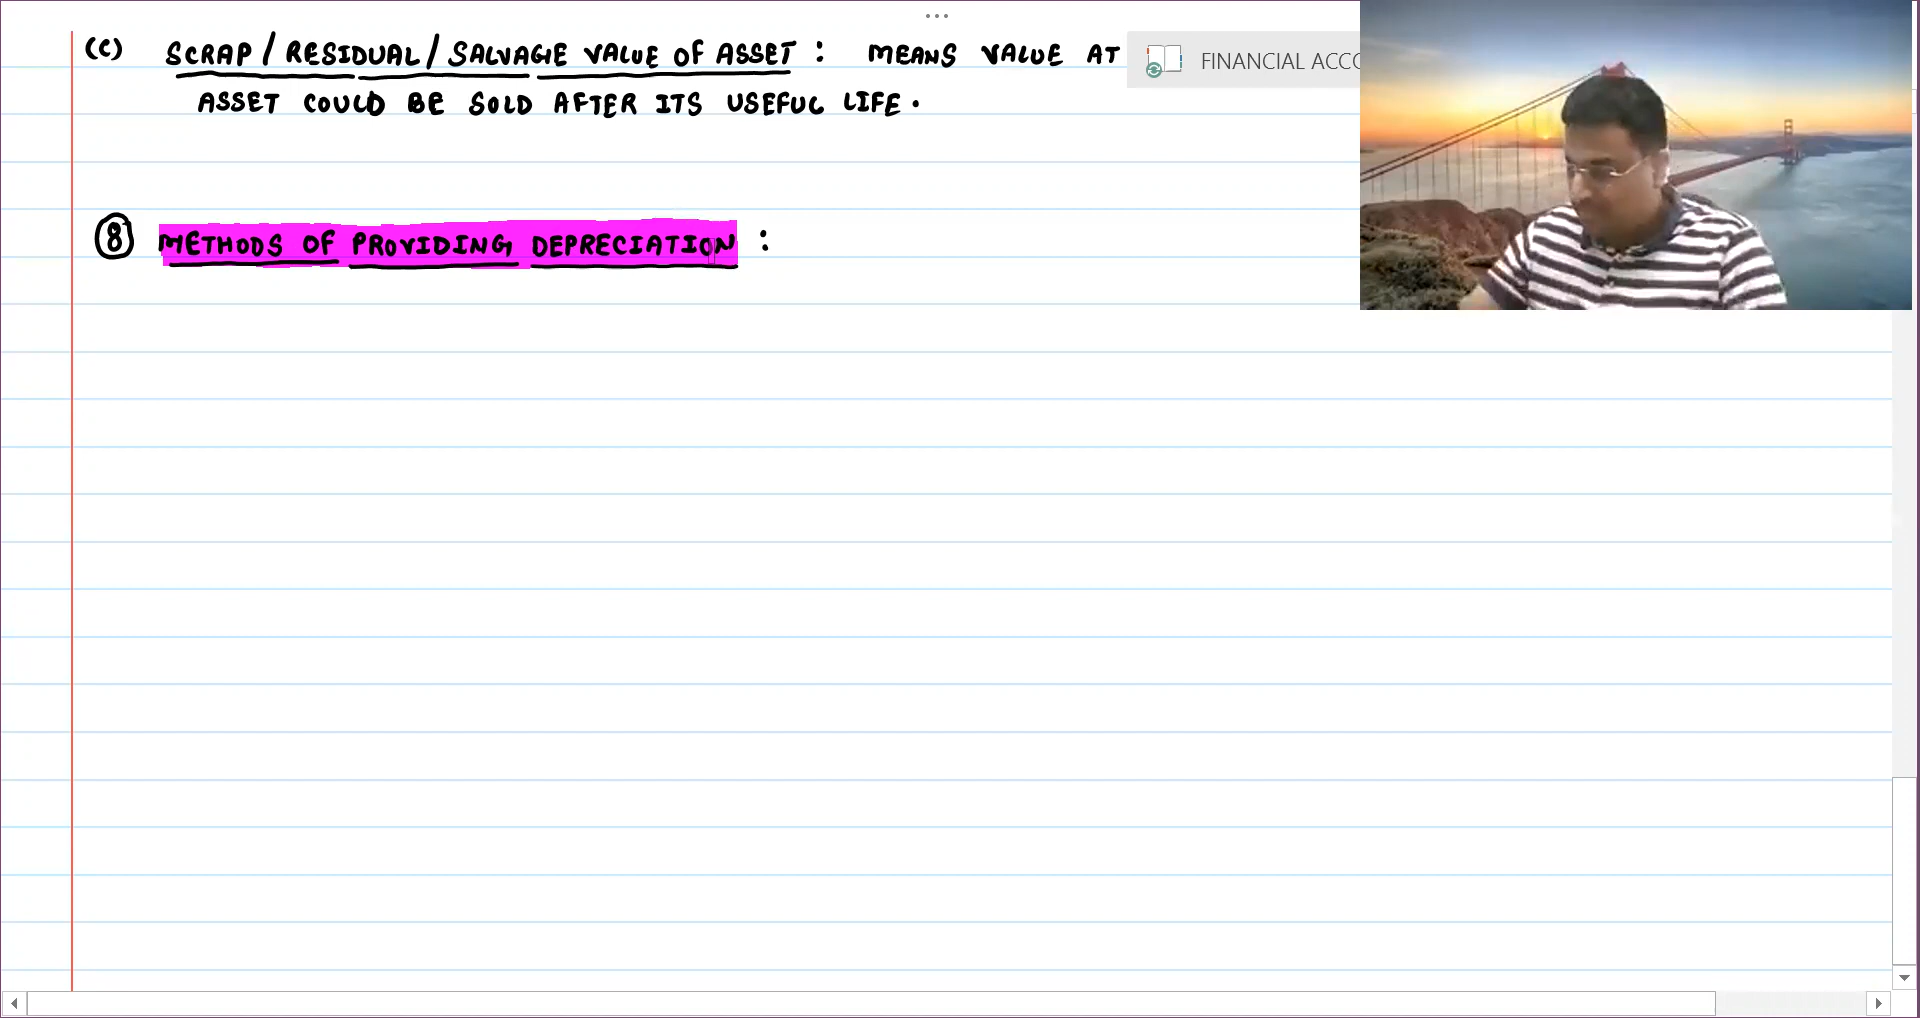 (C) SCRAP / RESIDUAL / SALVAGE VALUE OF ASSET : MEANS VALUE AT
FINANCIAL ACCO
ASSET COULD BE SOLD AFTER ITS USEFUL LIFE .
8 METHODS OF PROVIDING DEPRECIATION :